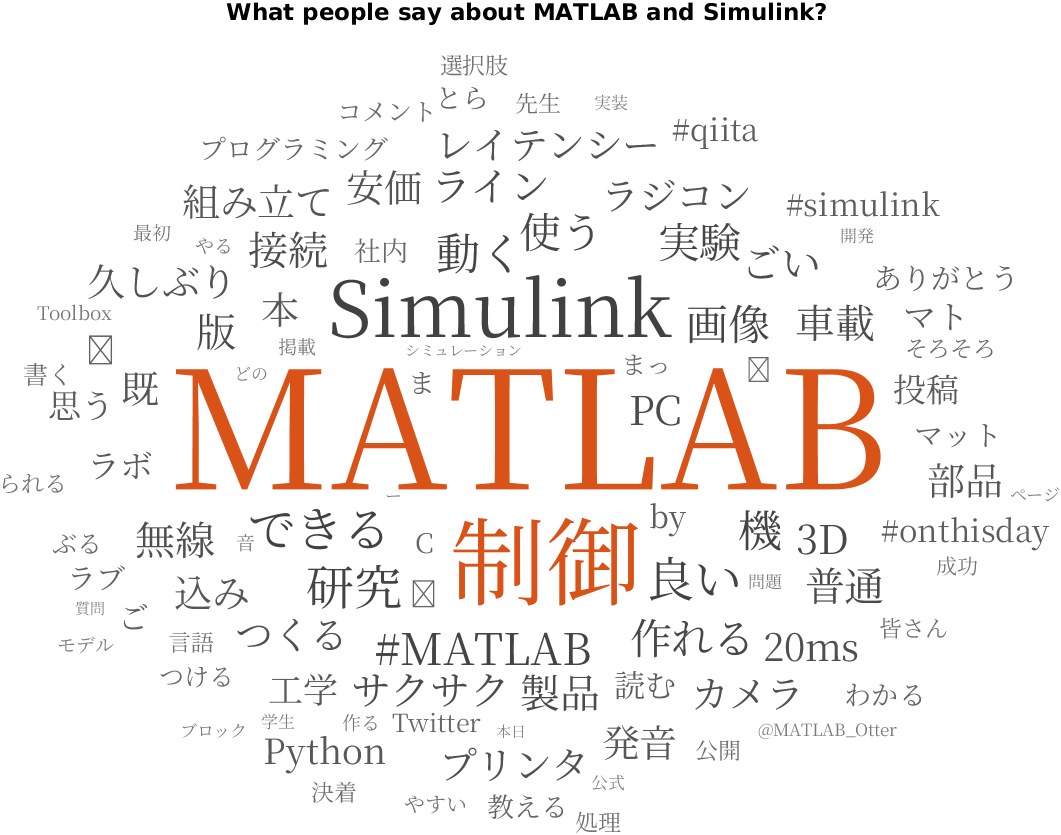 What people say about MATLAB and Simulink?
選択肢
コメント とら 先生 実装
プログラミング レイテンシー #qiita
組み立て 安価 ライン ラジコン #simulink
最初 やる 接続 社内 動く 使う 実験 ごい 開発
久しぶり 本 Simulink 画像 車載 ありがとう マト
Toolbox 版 掲載 シミュレーション まっ そろそろ
書く 思う 既 どの ま PC 投稿
MATLAB
られる ラボ マット 部品 ページ
ー
ぶる 無線 音 できる C 制御 by 機 3D #onthisday
ラブ 込み 研究 良い 問題 普通 成功
質問 ご
モデル 言語 つくる #MATLAB 作れる 20ms 皆さん
つける 工学 サクサク 製品 読む カメラ わかる
ブロック 学生 作る Twitter 本日 @MATLAB_Otter
Python プリンタ 発音 公開
決着 やすい 教える 公式
処理